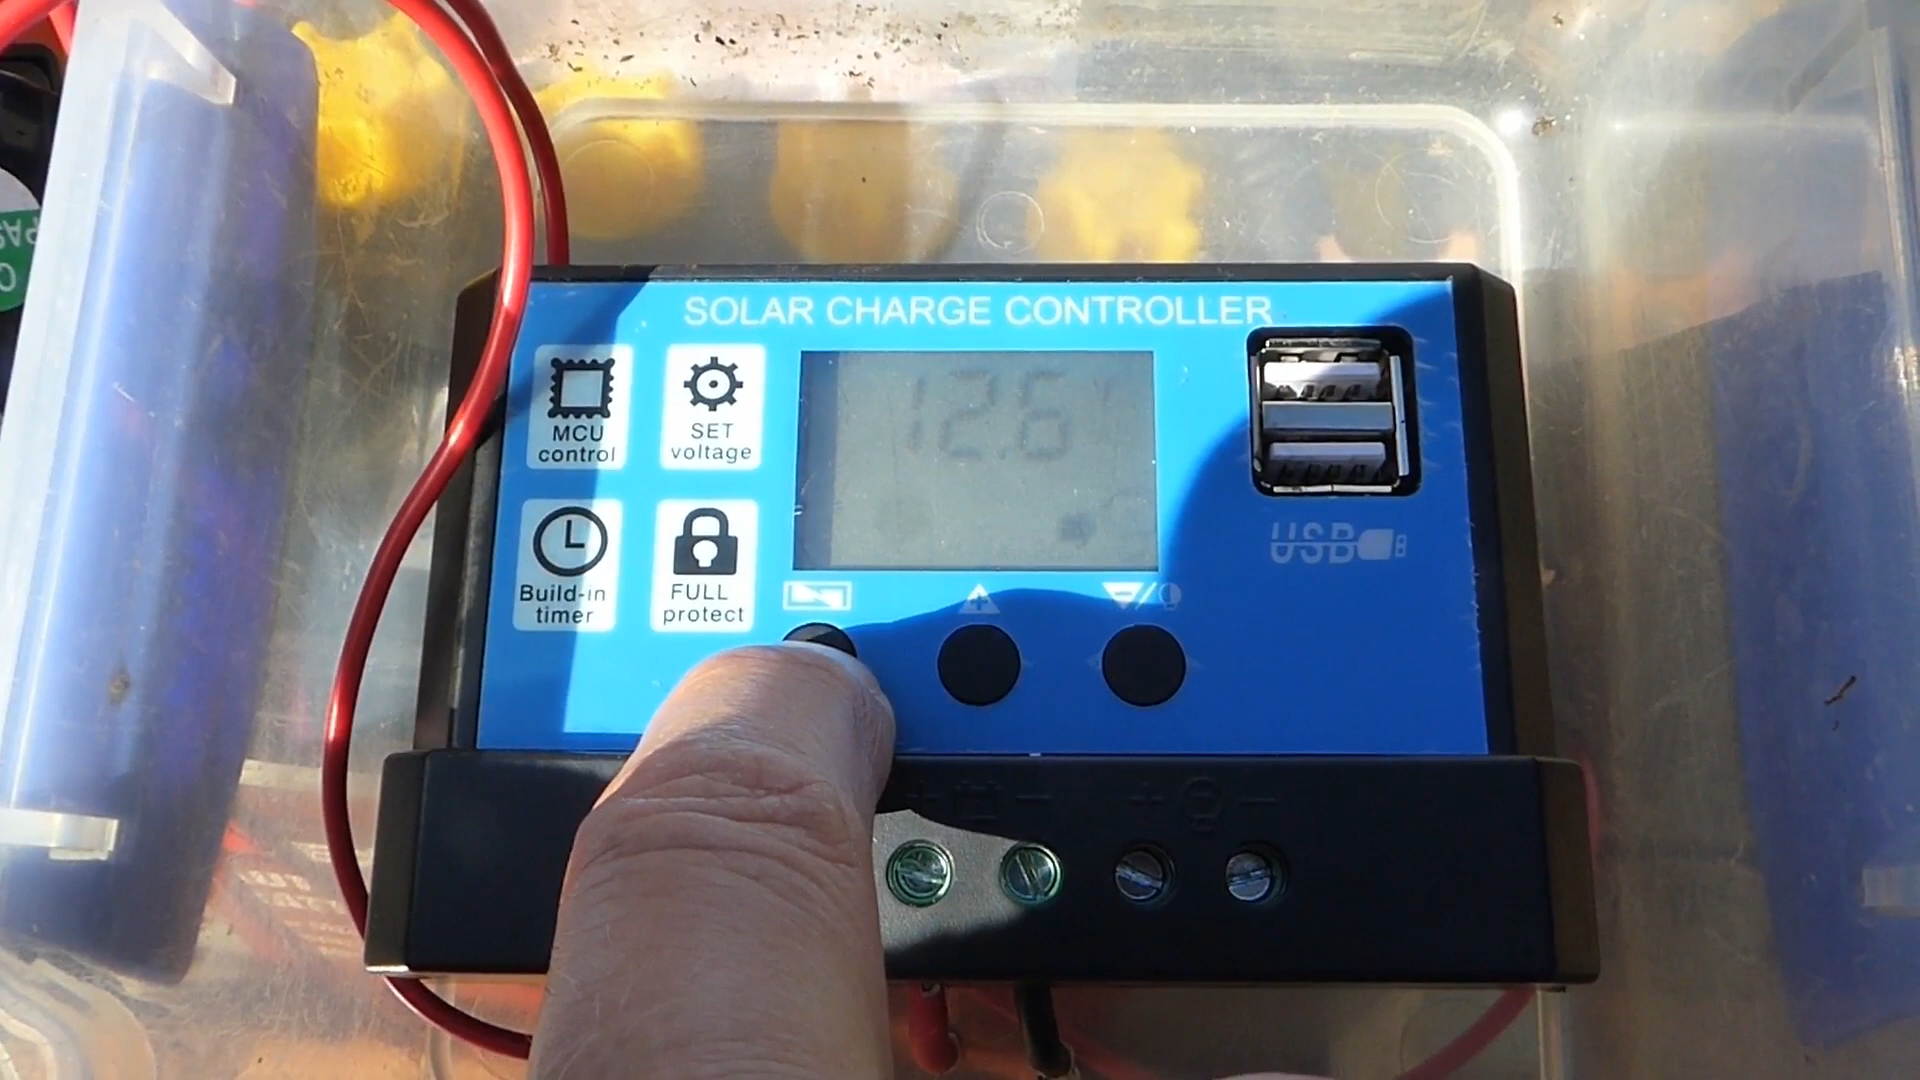 SOLAR CHARGE CONTROLLER
MCU
control
SET
voltage
12.6
Build-in
timer
FULL
protect
USB
+ -
+ -